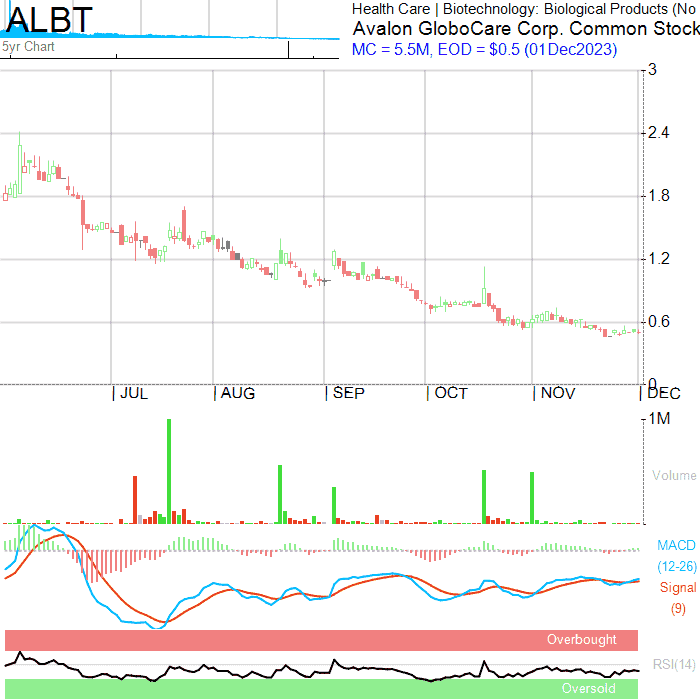 ALBT
5yr Chart
Health Care | Biotechnology: Biological Products (No
Avalon GloboCare Corp. Common Stock
MC = 5.5M, EOD = $0.5 (01Dec2023)
3
2.4
1.8
1.2
0.6
0
| JUL | AUG | SEP | OCT | NOV | DEC
1M
Volume
MACD
(12-26)
Signal
(9)
Overbought
RSI(14)
Oversold